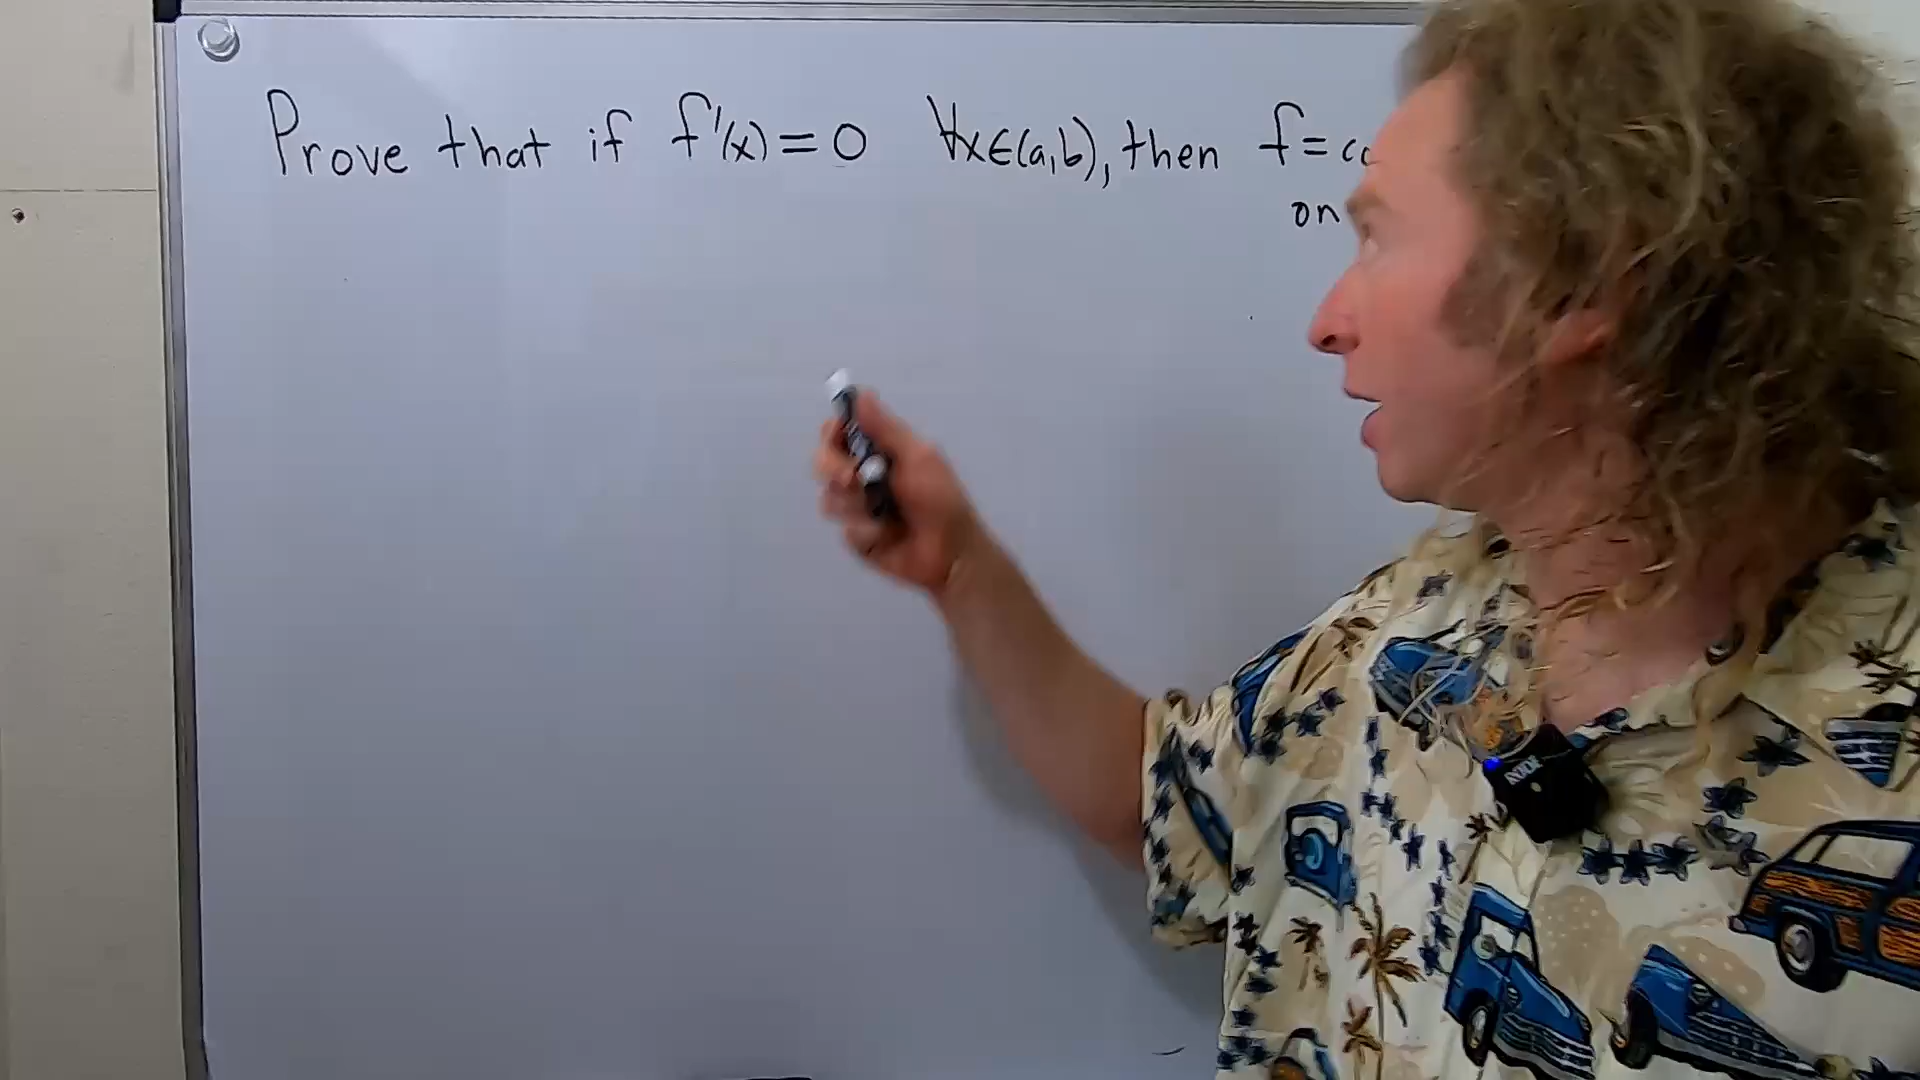 Prove that if f'(x) = 0 ∀x∈(a,b), then f =
on